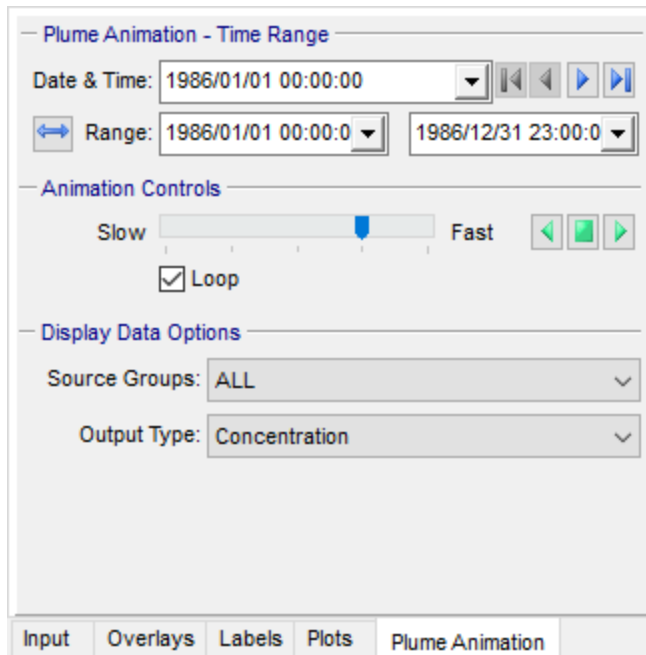 Plume Animation - Time Range
Date & Time: 1986/01/01 00:00:00
Range: 1986/01/01 00:00:0 1986/12/31 23:00:0
Animation Controls
Slow Fast
Loop
Display Data Options
Source Groups: ALL
Output Type: Concentration
Input Overlays Labels Plots Plume Animation